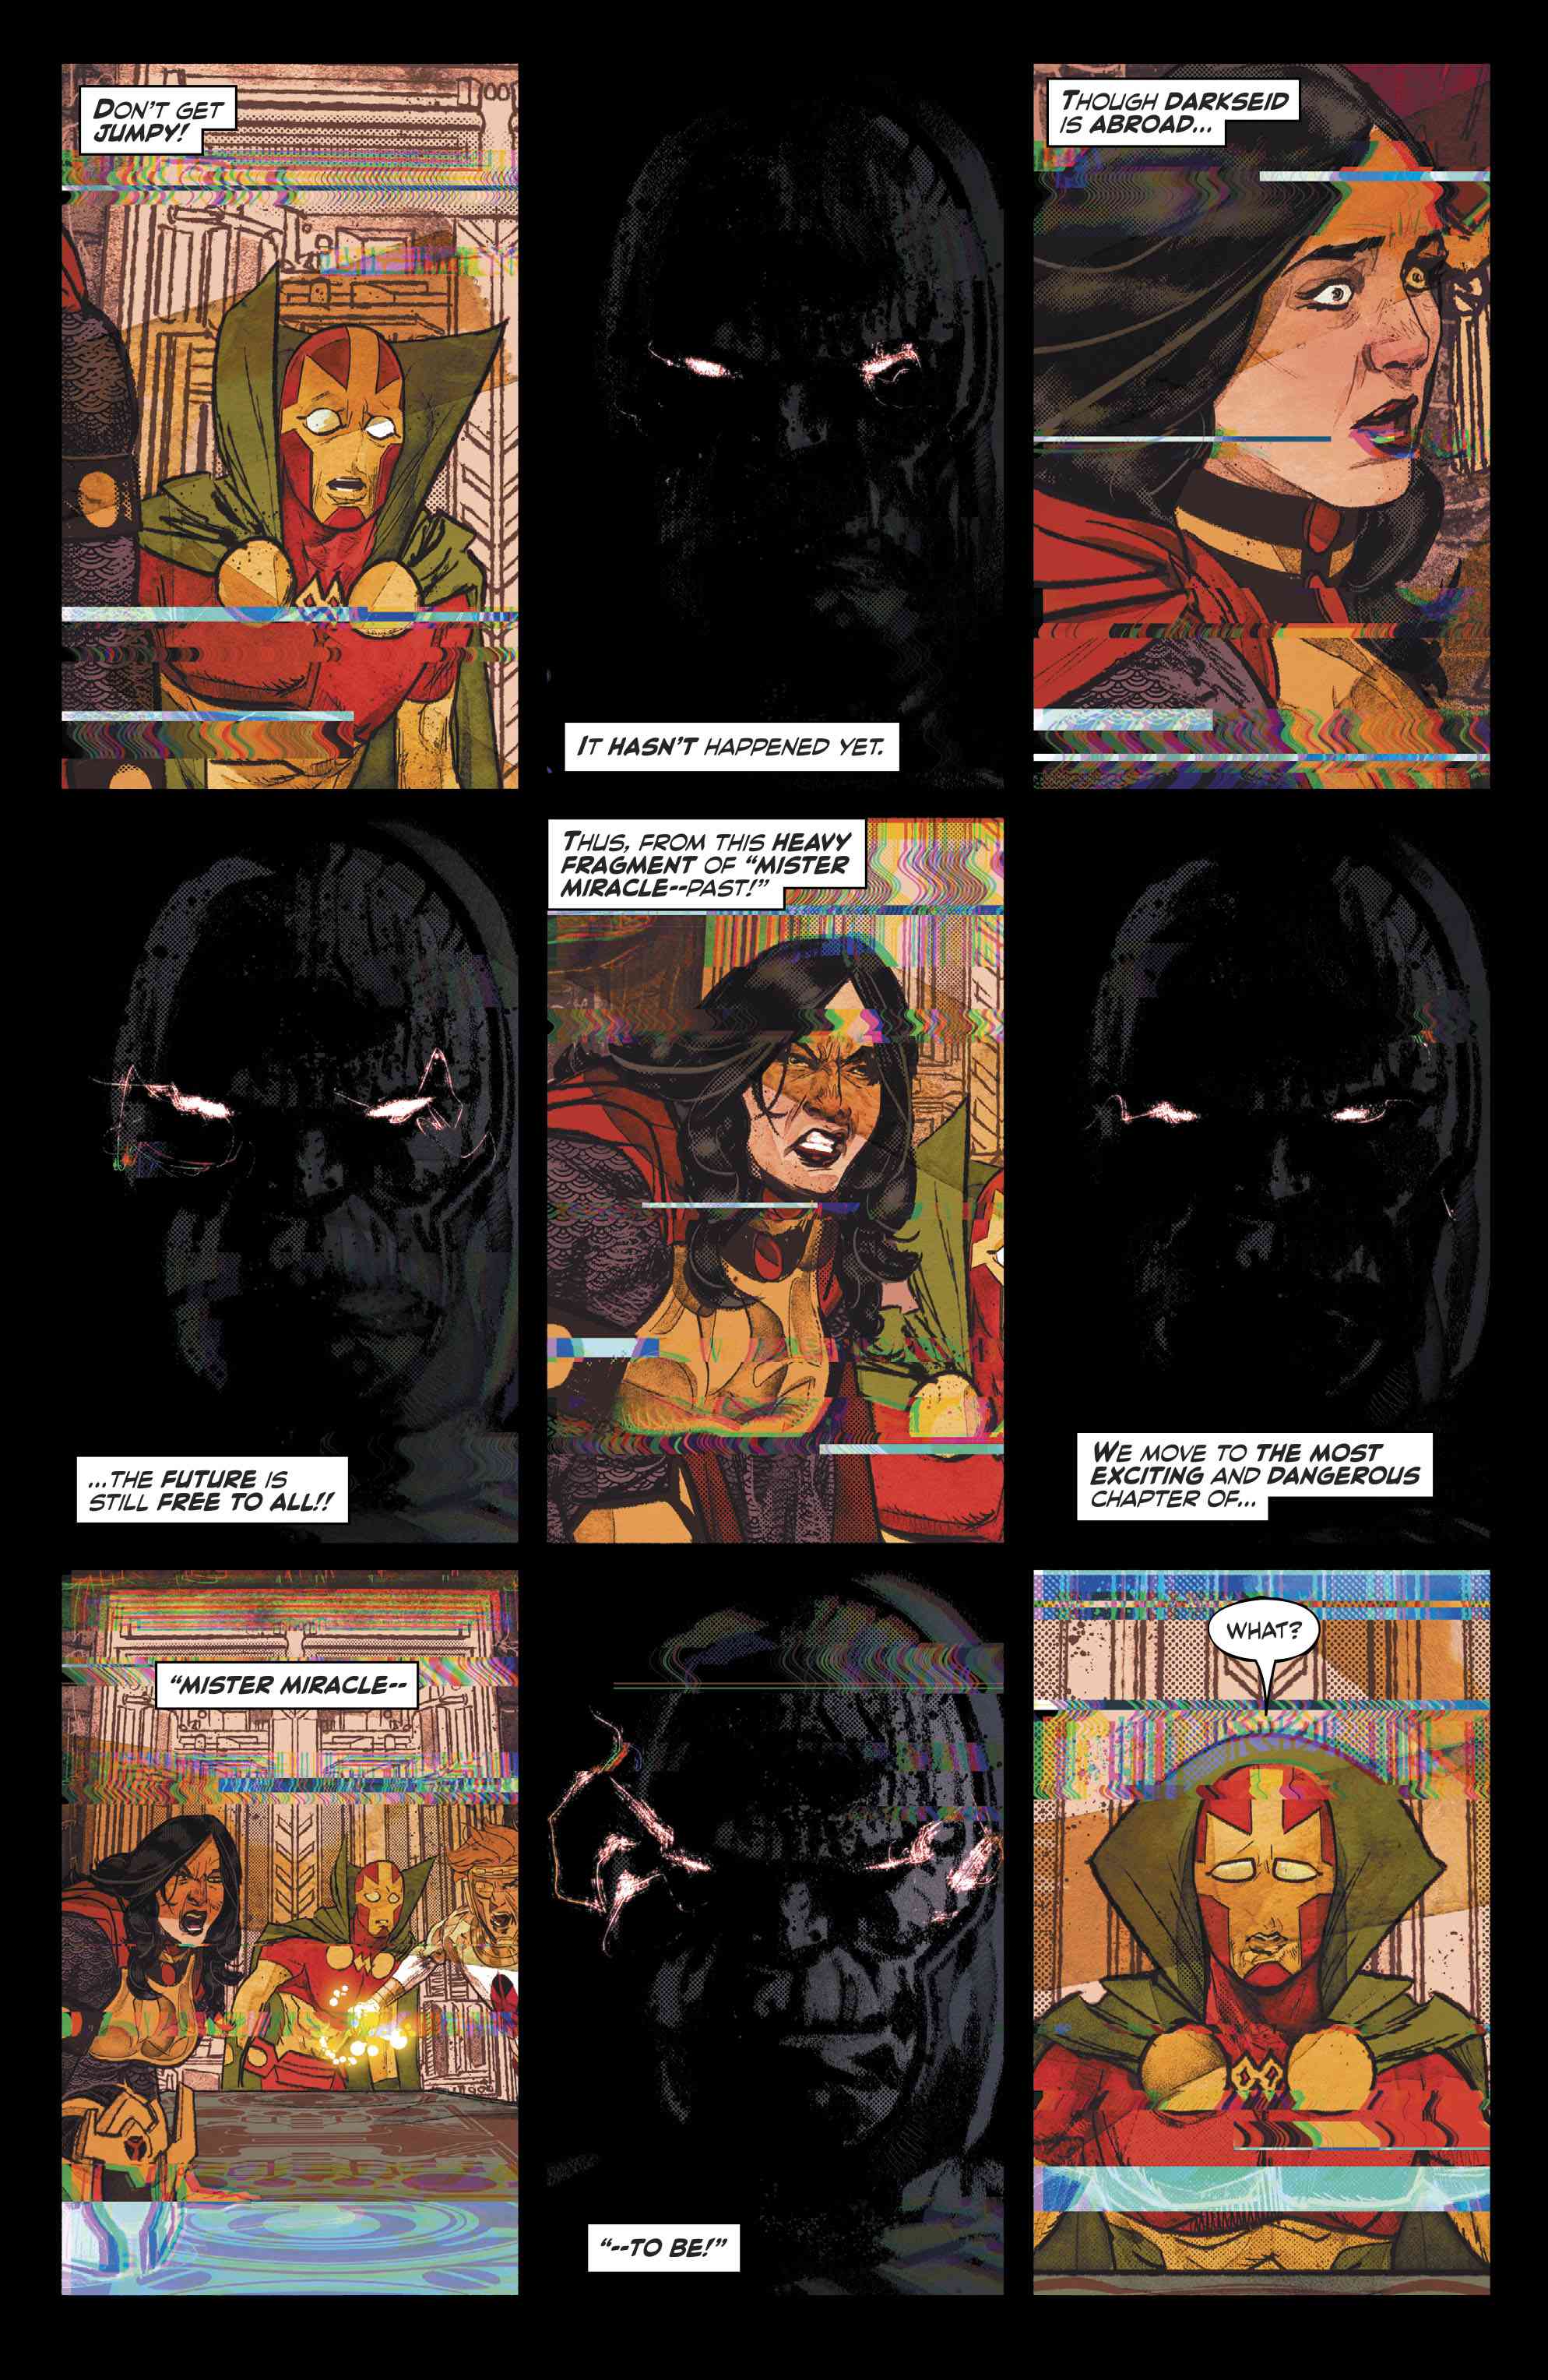 DON'T GET
JUMPY!
IT HASN'T HAPPENED YET.
THOUGH DARKSEID
IS ABROAD...
...THE FUTURE IS
STILL FREE TO ALL!!
THUS, FROM THIS HEAVY
FRAGMENT OF "MISTER
MIRACLE--PAST!"
WE MOVE TO THE MOST
EXCITING AND DANGEROUS
CHAPTER OF...
"MISTER MIRACLE--
"--TO BE!"
WHAT?